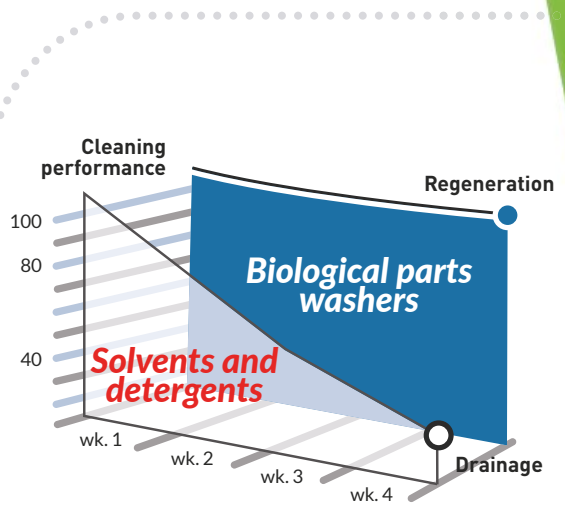 Cleaning
performance
Regeneration
100
80
40
Biological parts
washers
Solvents and
detergents
wk. 1
wk. 2
wk. 3
wk. 4
Drainage